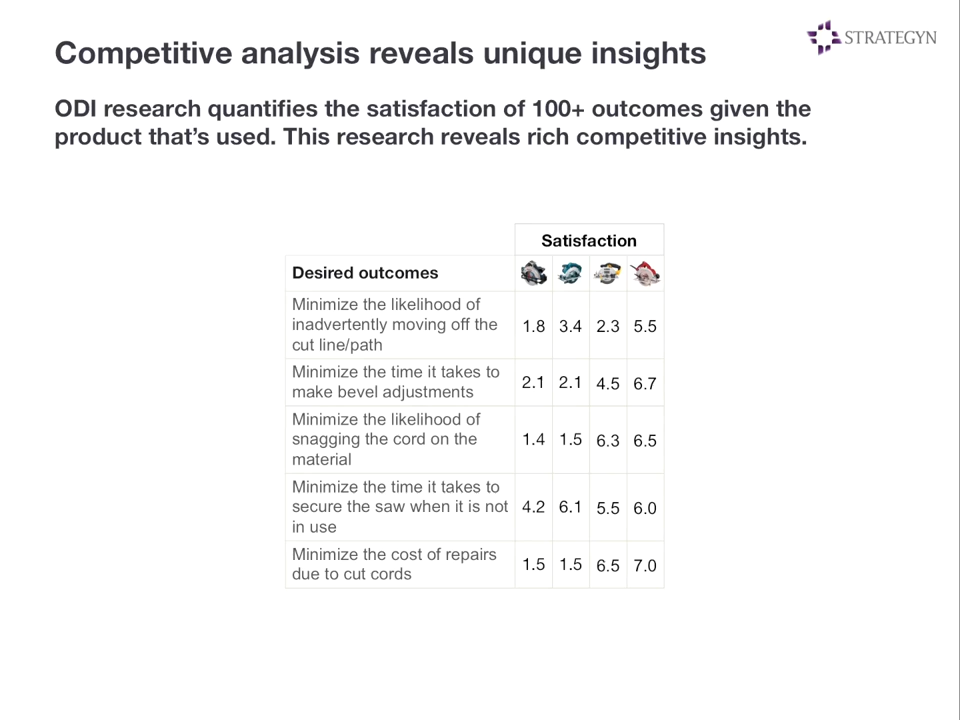 Competitive analysis reveals unique insights
STRATEGYN
ODI research quantifies the satisfaction of 100+ outcomes given the
product that’s used. This research reveals rich competitive insights.
Satisfaction
Desired outcomes
Minimize the likelihood of
inadvertently moving off the
cut line/path
1.8 3.4 2.3 5.5
Minimize the time it takes to
make bevel adjustments
2.1 2.1 4.5 6.7
Minimize the likelihood of
snagging the cord on the
material
1.4 1.5 6.3 6.5
Minimize the time it takes to
secure the saw when it is not
in use
4.2 6.1 5.5 6.0
Minimize the cost of repairs
due to cut cords
1.5 1.5 6.5 7.0